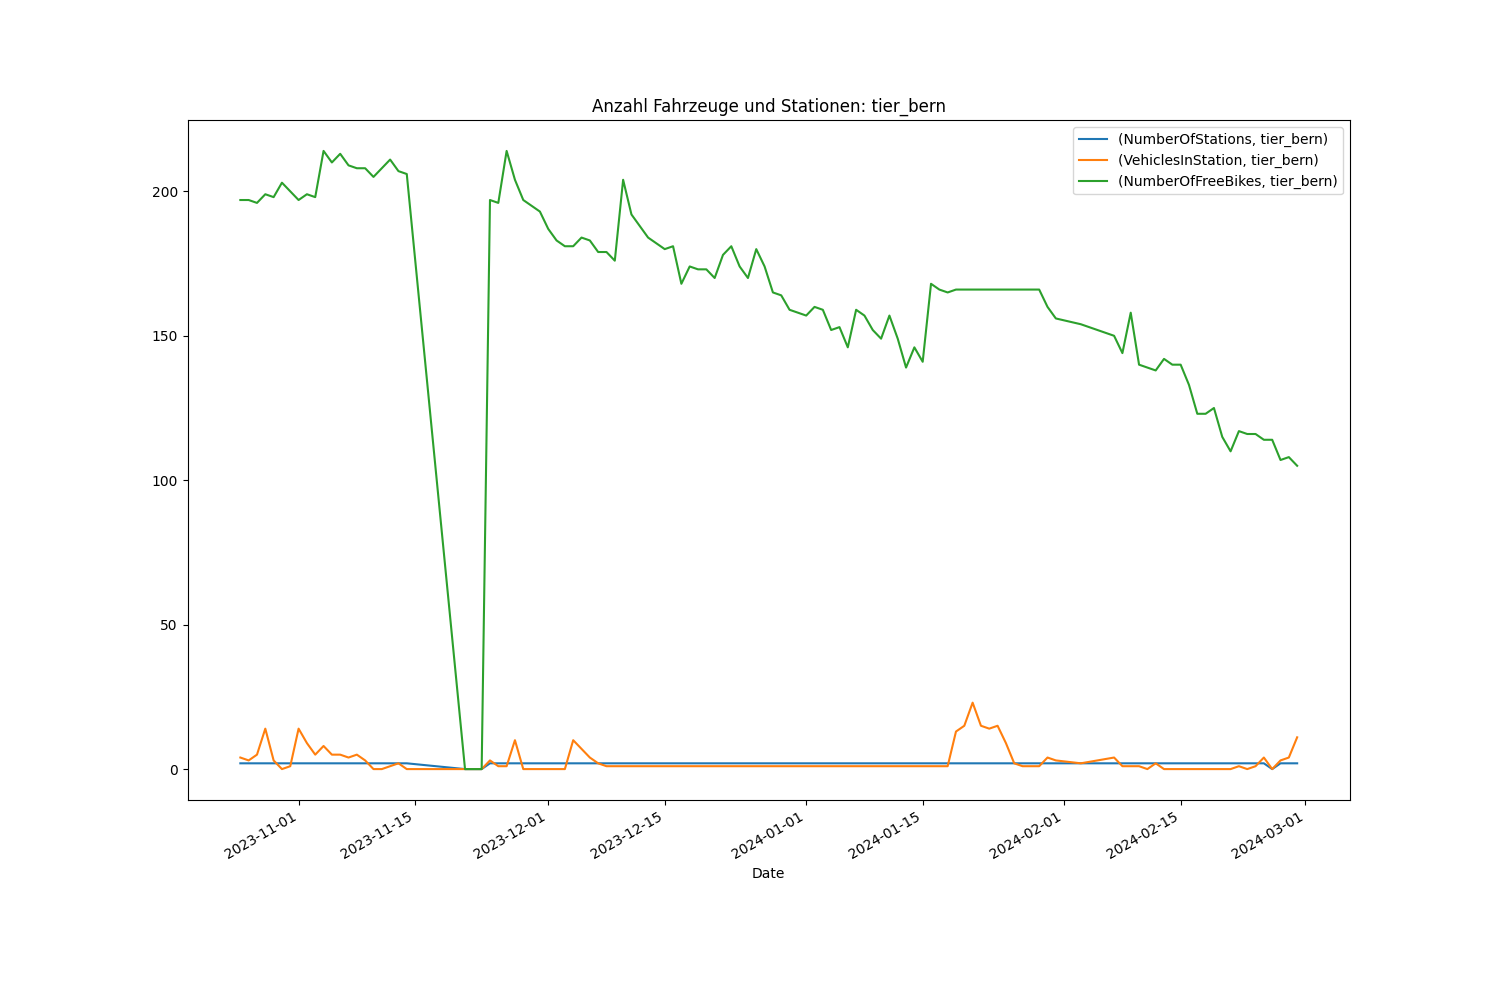 Anzahl Fahrzeuge und Stationen: tier_bern
(NumberOfStations, tier_bern)
(VehiclesInStation, tier_bern)
(NumberOfFreeBikes, tier_bern)
200
150
100
50
0
2023-11-01
2023-11-15
2023-12-01
2023-12-15
2024-01-01
2024-01-15
2024-02-01
2024-02-15
2024-03-01
Date